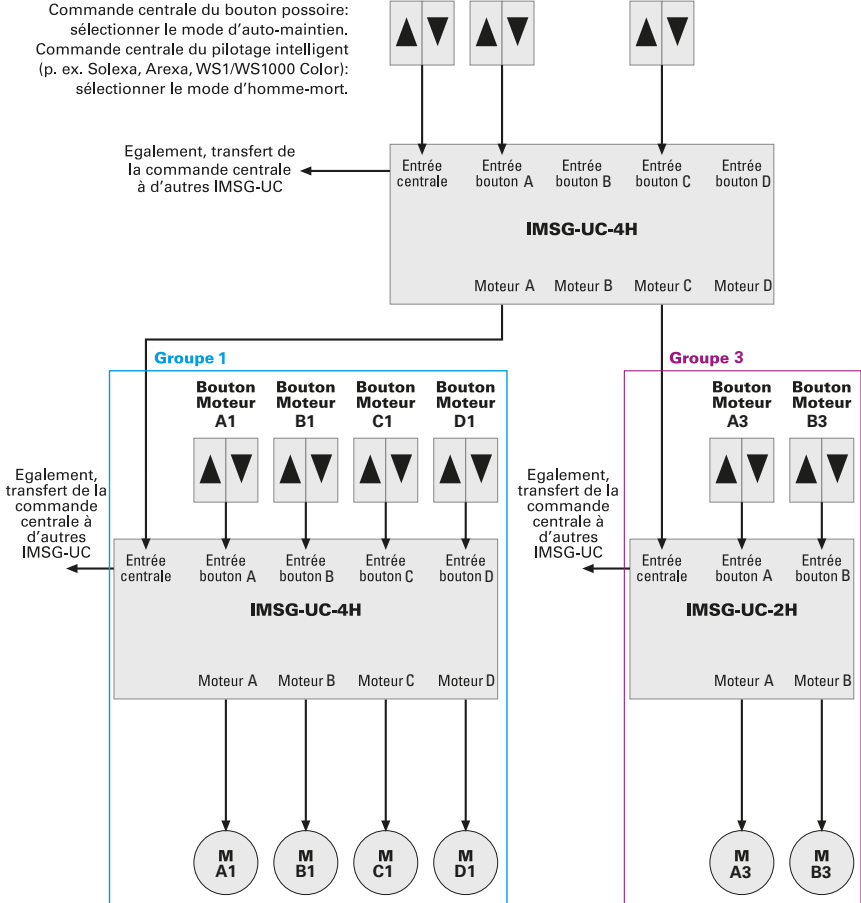 Commande centrale du bouton possoire:
sélectionner le mode d'auto-maintien.
Commande centrale du pilotage intelligent
(p. ex. Solexa, Arexa, WS1/WS1000 Color):
sélectionner le mode d'homme-mort.
Egalement, transfert de
la commande centrale
à d'autres IMSG-UC
Entrée centrale
Entrée bouton A
Entrée bouton B
Entrée bouton C
Entrée bouton D
IMSG-UC-4H
Moteur A Moteur B Moteur C Moteur D
Groupe 1
Bouton Moteur A1
Bouton Moteur B1
Bouton Moteur C1
Bouton Moteur D1
Egalement,
transfert de la
commande
centrale à
d'autres
IMSG-UC
Entrée centrale
Entrée bouton A
Entrée bouton B
Entrée bouton C
Entrée bouton D
IMSG-UC-4H
Moteur A Moteur B Moteur C Moteur D
M A1
M B1
M C1
M D1
Groupe 3
Bouton Moteur A3
Bouton Moteur B3
Egalement,
transfert de la
commande
centrale à
d'autres
IMSG-UC
Entrée centrale
Entrée bouton A
Entrée bouton B
IMSG-UC-2H
Moteur A Moteur B
M A3
M B3